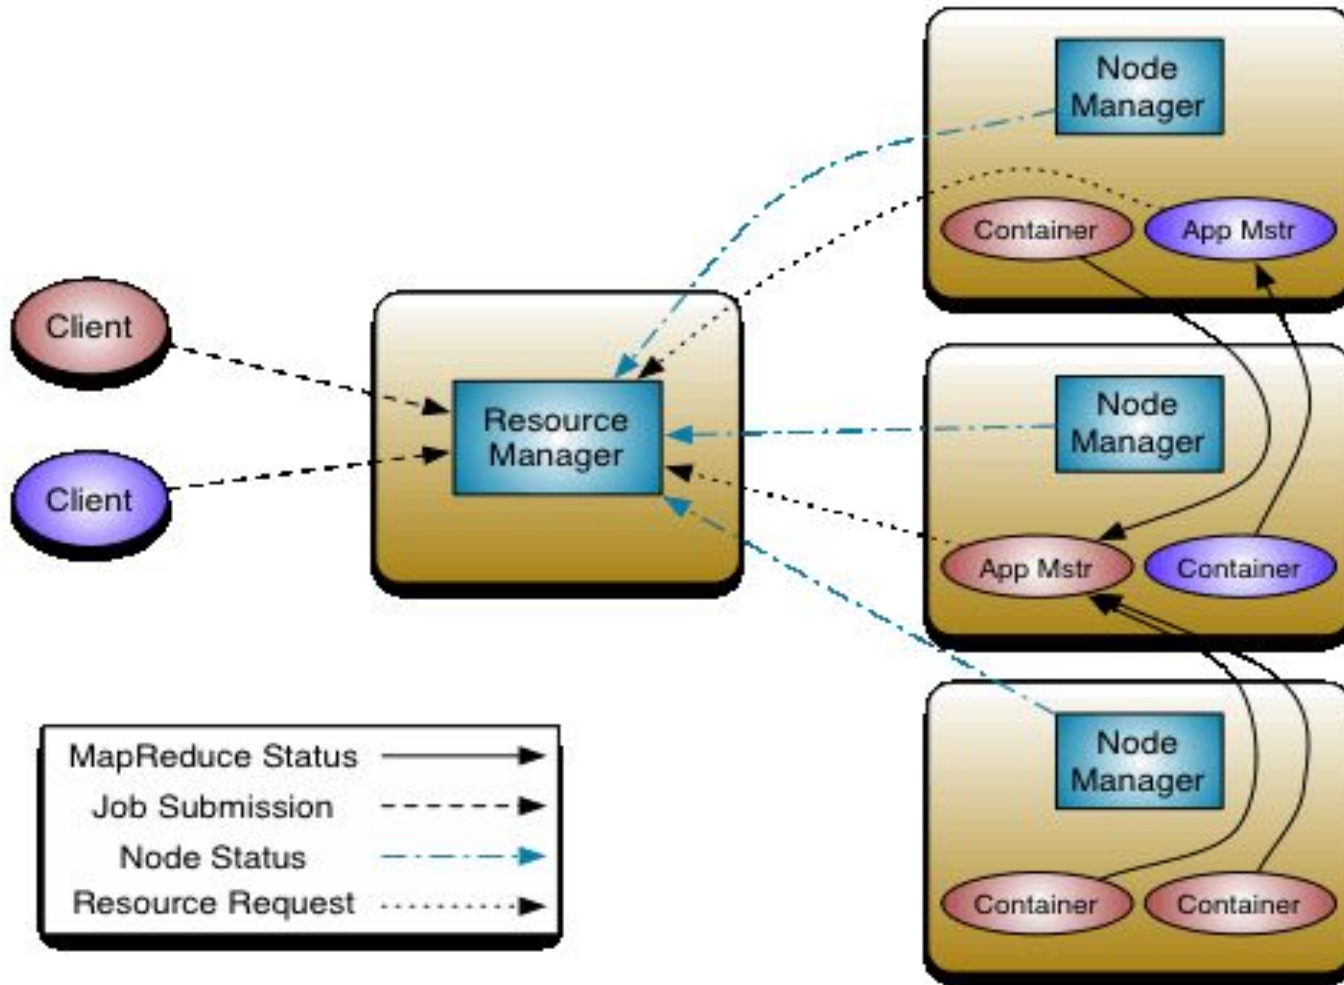 Node
Manager
Container
App Mstr
Client
Client
Resource
Manager
Node
Manager
App Mstr
Container
Node
Manager
Container
Container
MapReduce Status
Job Submission
Node Status
Resource Request